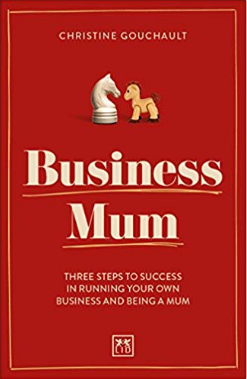 CHRISTINE GOUCHAULT
Business
Mum
THREE STEPS TO SUCCESS
IN RUNNING YOUR OWN
BUSINESS AND BEING A MUM
LID